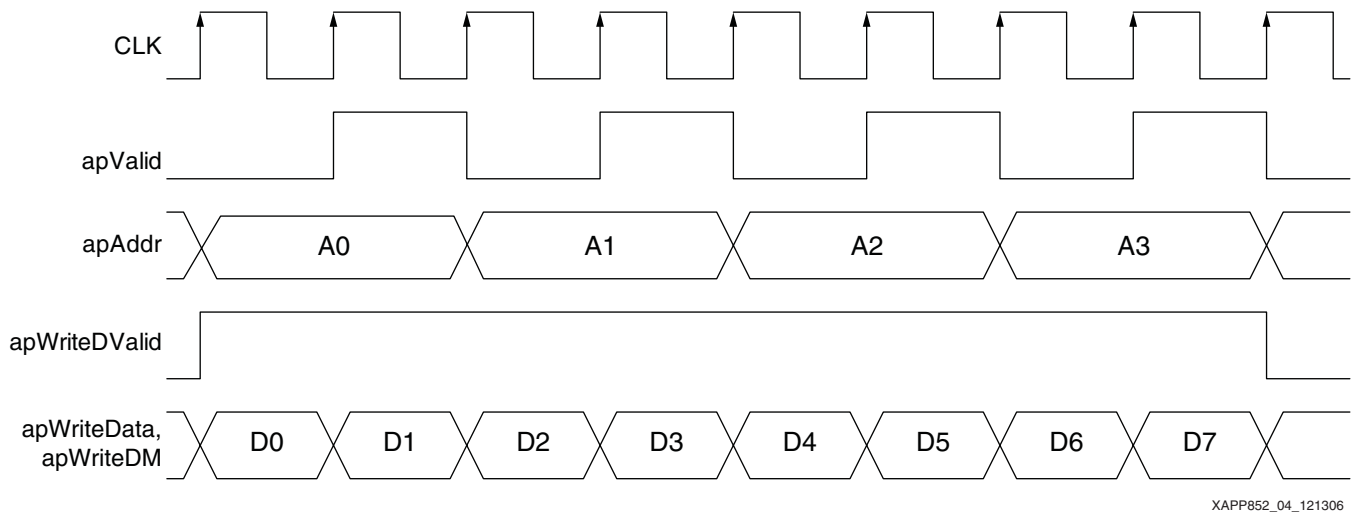 CLK
apValid
apAddr
A0 A1 A2 A3
apWriteDValid
apWriteData,
apWriteDM
D0 D1 D2 D3 D4 D5 D6 D7
XAPP852_04_121306